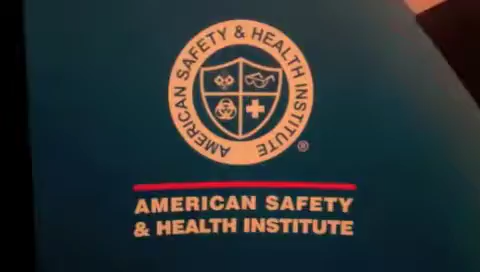 AMERICAN SAFETY & HEALTH INSTITUTE
®
AMERICAN SAFETY
& HEALTH INSTITUTE